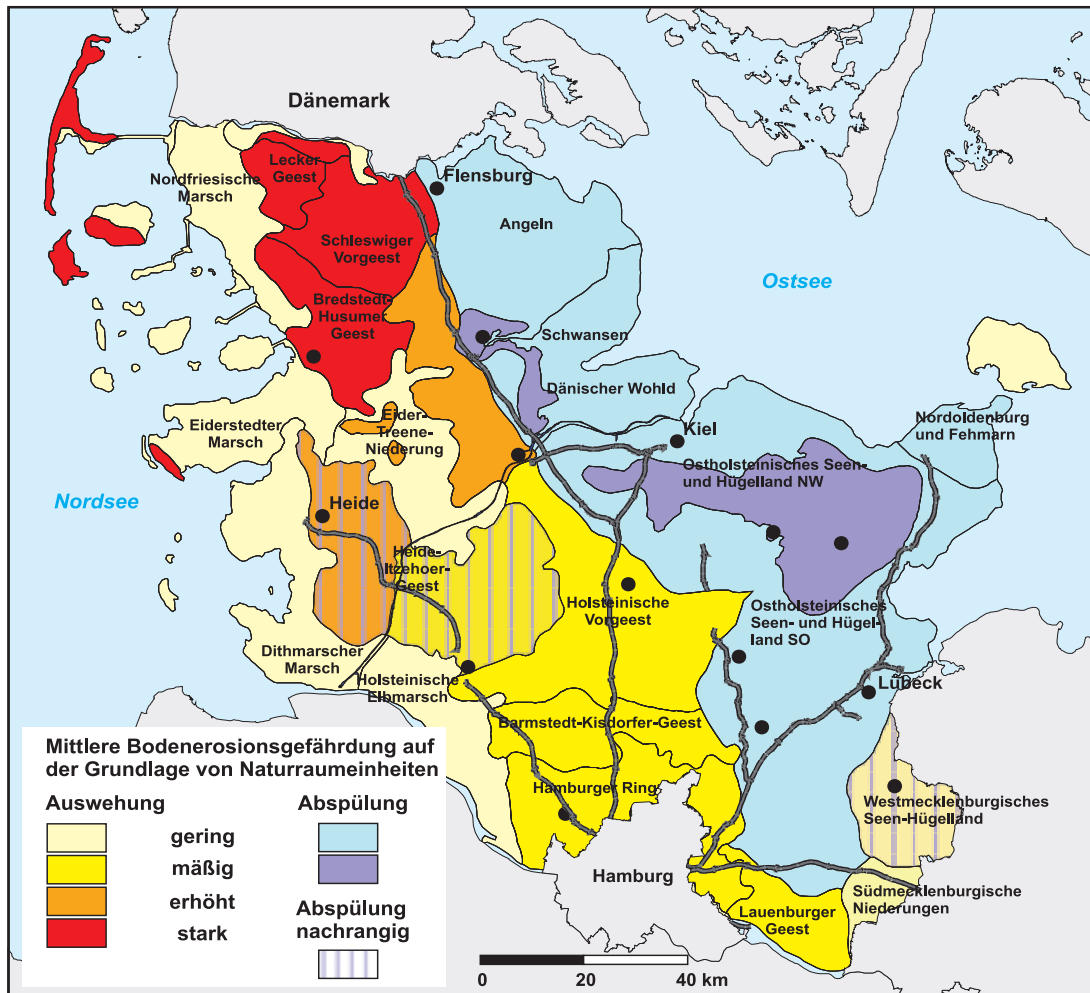 Dänemark
Lecker
Geest
Nordfriesische
Marsch
Flensburg
Angeln
Schleswiger
Vorgeest
Ostsee
Bredstedt-
Husumer
Geest
Schwansen
Dänischer Wohld
Eiderstedter
Marsch
Eider-
Treene-
Niederung
Nordoldenburg
und Fehmarn
Kiel
Ostholsteinisches Seen-
und Hügelland NW
Nordsee
Heide
Heide-
Itzehoer-
Geest
Holsteinische
Vorgeest
Ostholsteinisches
Seen- und Hügel-
land SO
Dithmarscher
Marsch
Holsteinische
Elbmarsch
Lübeck
Barmstedt-Kisdorfer-Geest
Hamburger Ring
Westmecklenburgisches
Seen-Hügelland
Hamburg
Südmecklenburgische
Niederungen
Lauenburger
Geest
Mittlere Bodenerosionsgefährdung auf
der Grundlage von Naturraumeinheiten
Auswehung
Abspülung
gering
mäßig
erhöht
stark
Abspülung
nachrangig
0 20 40 km